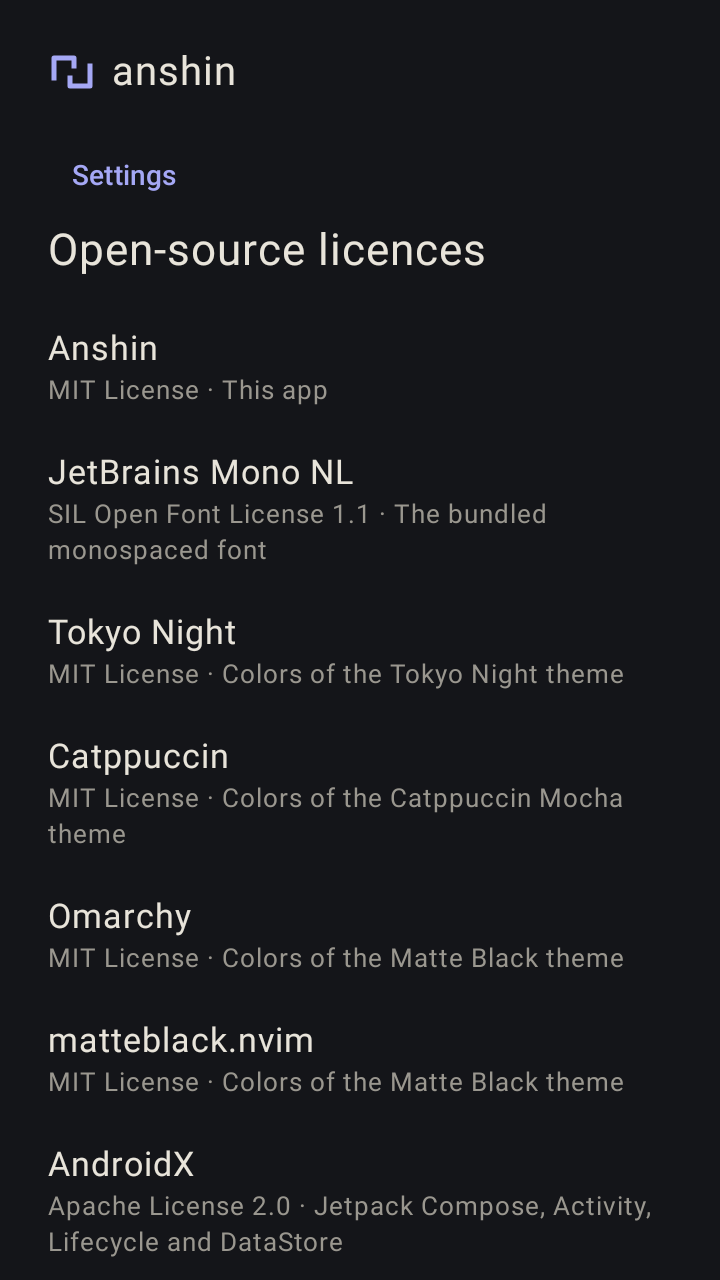 anshin
Settings
Open-source licences
Anshin
MIT License · This app
JetBrains Mono NL
SIL Open Font License 1.1 · The bundled
monospaced font
Tokyo Night
MIT License · Colors of the Tokyo Night theme
Catppuccin
MIT License · Colors of the Catppuccin Mocha
theme
Omarchy
MIT License · Colors of the Matte Black theme
matteblack.nvim
MIT License · Colors of the Matte Black theme
AndroidX
Apache License 2.0 · Jetpack Compose, Activity,
Lifecycle and DataStore